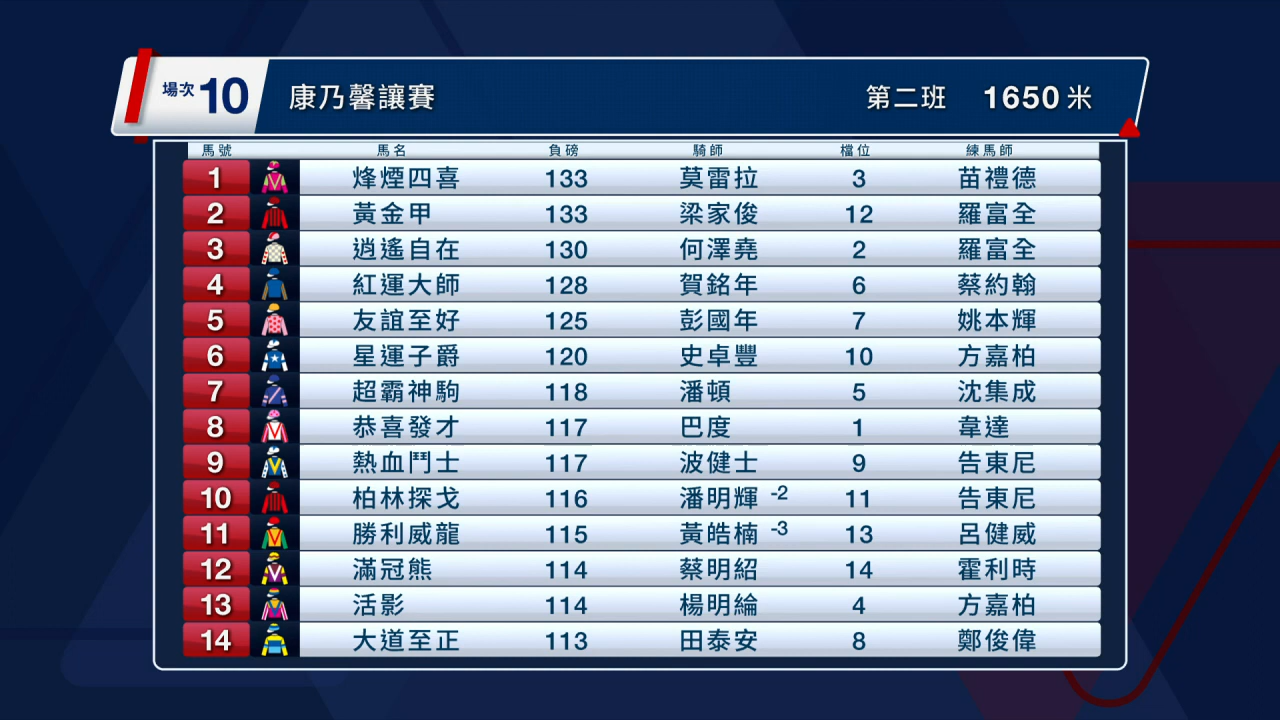 場次 10 康乃馨讓賽 第二班 1650 米
馬號 馬名 負磅 騎師 檔位 練馬師
1 烽煙四喜 133 莫雷拉 3 苗禮德
2 黃金甲 133 梁家俊 12 羅富全
3 逍遙自在 130 何澤堯 2 羅富全
4 紅運大師 128 賀銘年 6 蔡約翰
5 友誼至好 125 彭國年 7 姚本輝
6 星運子爵 120 史卓豐 10 方嘉柏
7 超霸神駒 118 潘頓 5 沈集成
8 恭喜發才 117 巴度 1 韋達
9 熱血鬥士 117 波健士 9 告東尼
10 柏林探戈 116 潘明輝 -2 11 告東尼
11 勝利威龍 115 黃皓楠 -3 13 呂健威
12 滿冠熊 114 蔡明紹 14 霍利時
13 活影 114 楊明綸 4 方嘉柏
14 大道至正 113 田泰安 8 鄭俊偉